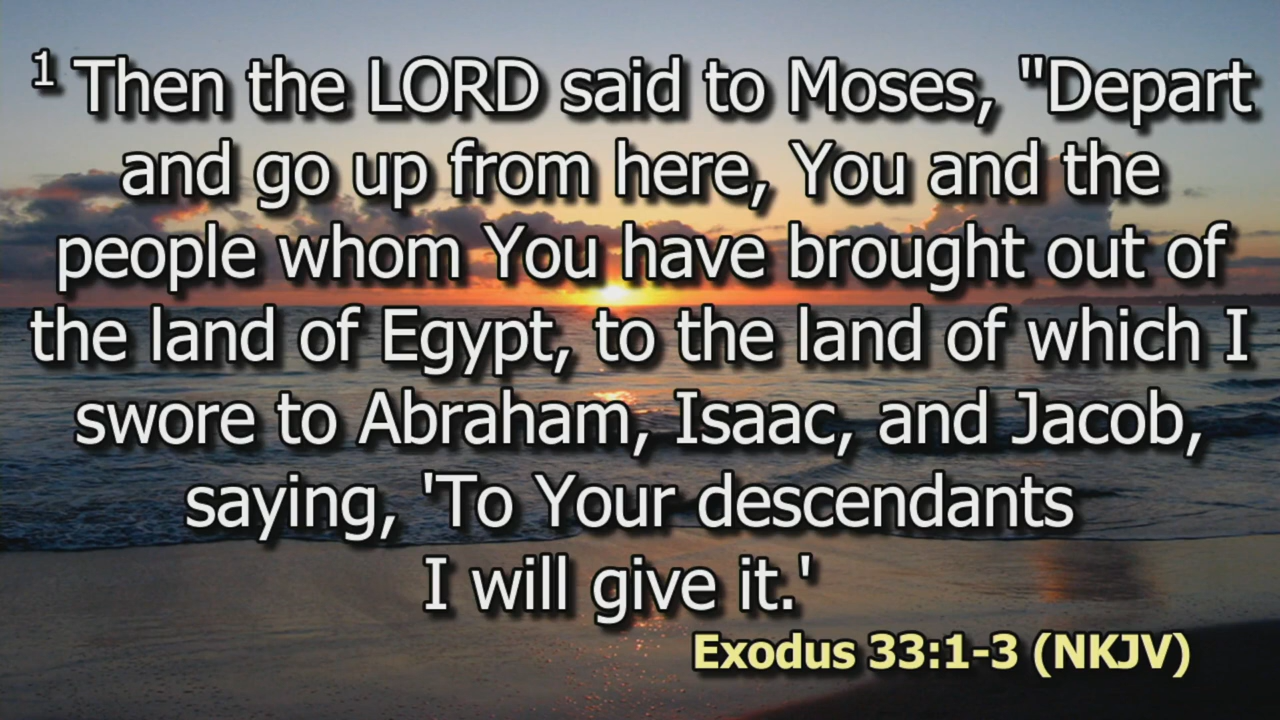 1 Then the LORD said to Moses, "Depart
and go up from here, You and the
people whom You have brought out of
the land of Egypt, to the land of which I
swore to Abraham, Isaac, and Jacob,
saying, 'To Your descendants
I will give it.'
Exodus 33:1-3 (NKJV)